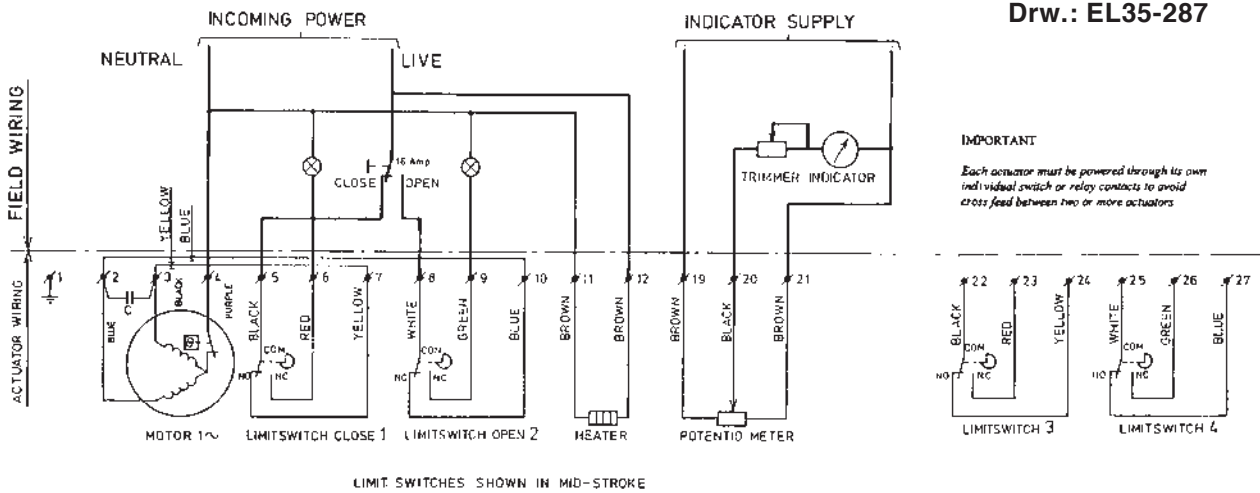 Drw.: EL35-287
INCOMING POWER
INDICATOR SUPPLY
NEUTRAL
LIVE
FIELD WIRING
16 Amp
CLOSE
OPEN
TRIMMER
INDICATOR
IMPORTANT
Each actuator must be powered through its own
individual switch or relay contacts to avoid
cross feed between two or more actuators
YELLOW
BLUE
1 2 3 4 5 6 7 8 9 10 11 12 19 20 21 22 23 24 25 26 27
ACTUATOR WIRING
C
BLUE
BLACK
PURPLE
BLACK
RED
YELLOW
WHITE
GREEN
BLUE
BROWN
BROWN
BROWN
BLACK
BROWN
BLACK
RED
YELLOW
WHITE
GREEN
BLUE
COM
NO
NC
COM
NO
NC
COM
NO
NC
COM
NO
NC
MOTOR 1~
LIMITSWITCH CLOSE 1
LIMITSWITCH OPEN 2
HEATER
POTENTIO METER
LIMITSWITCH 3
LIMITSWITCH 4
LIMIT SWITCHES SHOWN IN MID-STROKE